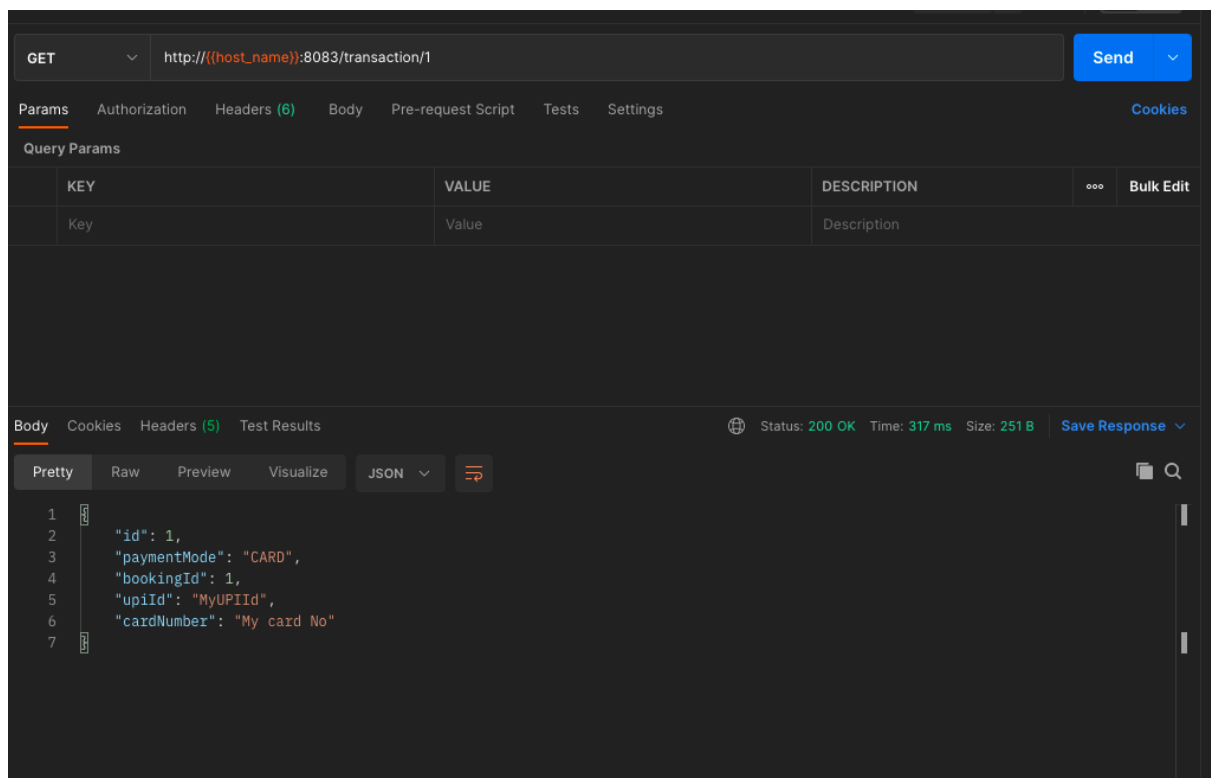 GET http://{{host_name}}:8083/transaction/1 Send
Params Authorization Headers (6) Body Pre-request Script Tests Settings Cookies
Query Params
KEY VALUE DESCRIPTION ooo Bulk Edit
Key Value Description
Body Cookies Headers (5) Test Results Status: 200 OK Time: 317 ms Size: 251 B Save Response
Pretty Raw Preview Visualize JSON
1 {
2 "id": 1,
3 "paymentMode": "CARD",
4 "bookingId": 1,
5 "upiId": "MyUPIId",
6 "cardNumber": "My card No"
7 }